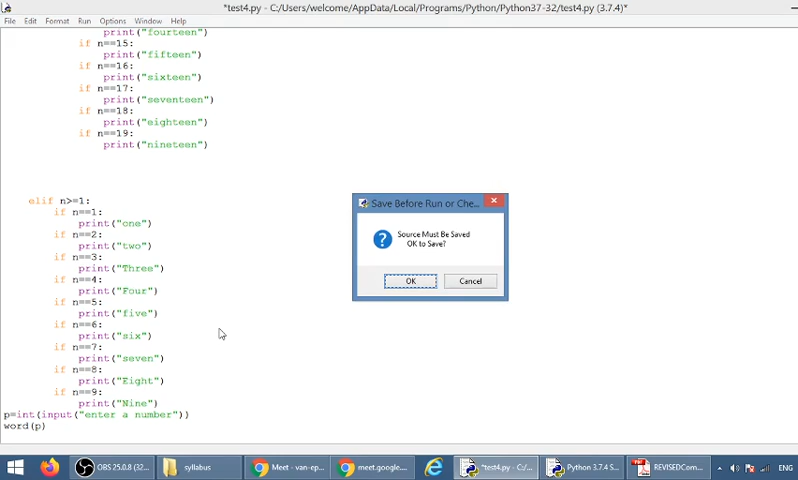 *test4.py - C:/Users/welcome/AppData/Local/Programs/Python/Python37-32/test4.py (3.7.4)*
File Edit Format Run Options Window Help
print("fourteen")
if n==15:
print("fifteen")
if n==16:
print("sixteen")
if n==17:
print("seventeen")
if n==18:
print("eighteen")
if n==19:
print("nineteen")
elif n>=1:
if n==1:
print("one")
if n==2:
print("two")
if n==3:
print("Three")
if n==4:
print("Four")
if n==5:
print("five")
if n==6:
print("six")
if n==7:
print("seven")
if n==8:
print("Eight")
if n==9:
print("Nine")
p=int(input("enter a number"))
word(p)
Save Before Run or Che...
Source Must Be Saved
OK to Save?
OK Cancel
OBS 25.0.8 (32... syllabus Meet - van-ep... meet.google.... *test4.py - C:/... Python 3.7.4 S... REVISEDCom... ENG